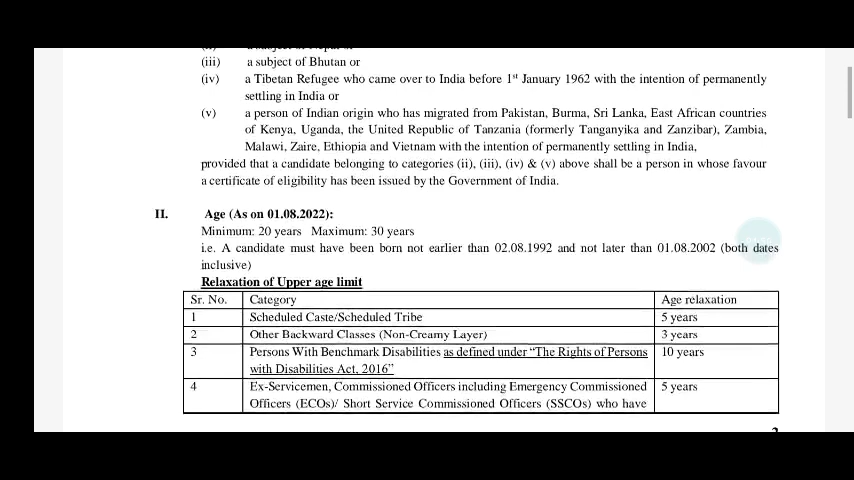 (iii) a subject of Bhutan or
(iv) a Tibetan Refugee who came over to India before 1st January 1962 with the intention of permanently
settling in India or
(v) a person of Indian origin who has migrated from Pakistan, Burma, Sri Lanka, East African countries
of Kenya, Uganda, the United Republic of Tanzania (formerly Tanganyika and Zanzibar), Zambia,
Malawi, Zaire, Ethiopia and Vietnam with the intention of permanently settling in India,
provided that a candidate belonging to categories (ii), (iii), (iv) & (v) above shall be a person in whose favour
a certificate of eligibility has been issued by the Government of India.
II. Age (As on 01.08.2022):
Minimum: 20 years Maximum: 30 years
i.e. A candidate must have been born not earlier than 02.08.1992 and not later than 01.08.2002 (both dates
inclusive)
Relaxation of Upper age limit
Sr. No. Category Age relaxation
1 Scheduled Caste/Scheduled Tribe 5 years
2 Other Backward Classes (Non-Creamy Layer) 3 years
3 Persons With Benchmark Disabilities as defined under “The Rights of Persons 10 years
with Disabilities Act, 2016”
4 Ex-Servicemen, Commissioned Officers including Emergency Commissioned 5 years
Officers (ECOs)/ Short Service Commissioned Officers (SSCOs) who have